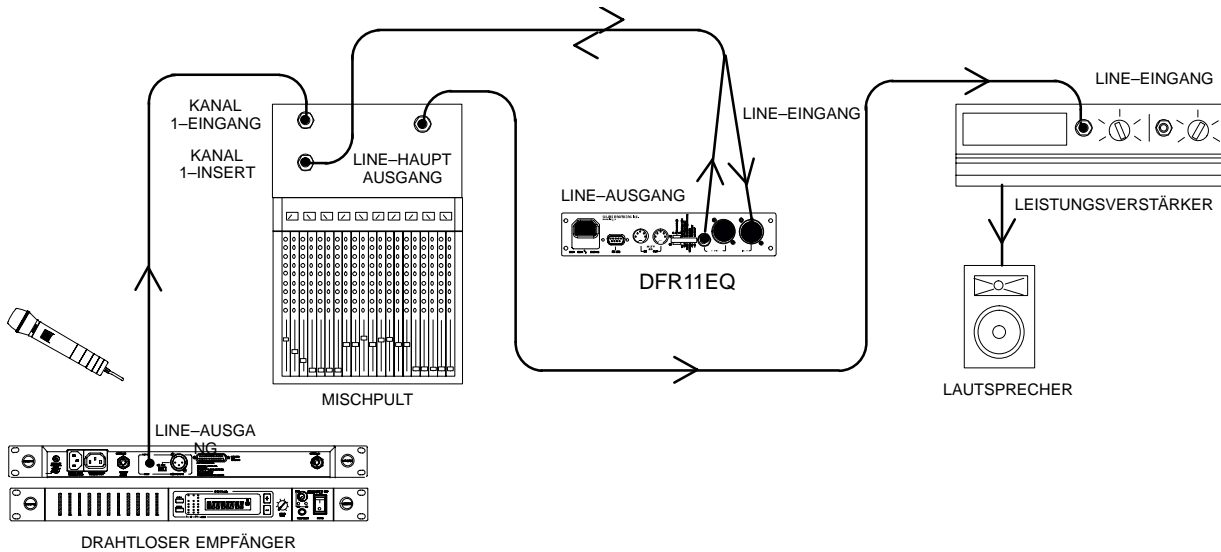 LINE–EINGANG
KANAL
1–EINGANG
LINE–EINGANG
KANAL
1–INSERT
LINE–HAUPT
AUSGANG
LINE–AUSGANG
LEISTUNGSVERSTÄRKER
DFR11EQ
LAUTSPRECHER
MISCHPULT
LINE–AUSGA
NG
DRAHTLOSER EMPFÄNGER